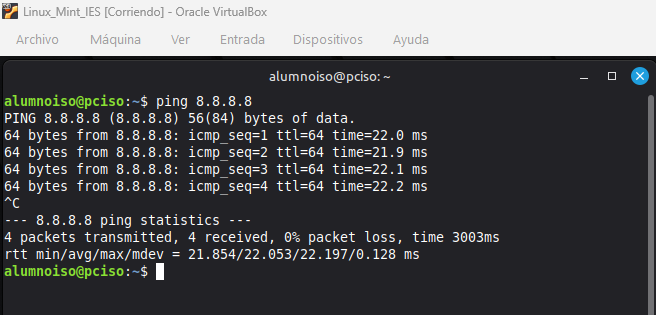 Linux_Mint_IES [Corriendo] - Oracle VirtualBox
Archivo Máquina Ver Entrada Dispositivos Ayuda
alumnoiso@pciso: ~
alumnoiso@pciso:~$ ping 8.8.8.8
PING 8.8.8.8 (8.8.8.8) 56(84) bytes of data.
64 bytes from 8.8.8.8: icmp_seq=1 ttl=64 time=22.0 ms
64 bytes from 8.8.8.8: icmp_seq=2 ttl=64 time=21.9 ms
64 bytes from 8.8.8.8: icmp_seq=3 ttl=64 time=22.1 ms
64 bytes from 8.8.8.8: icmp_seq=4 ttl=64 time=22.2 ms
^C
--- 8.8.8.8 ping statistics ---
4 packets transmitted, 4 received, 0% packet loss, time 3003ms
rtt min/avg/max/mdev = 21.854/22.053/22.197/0.128 ms
alumnoiso@pciso:~$